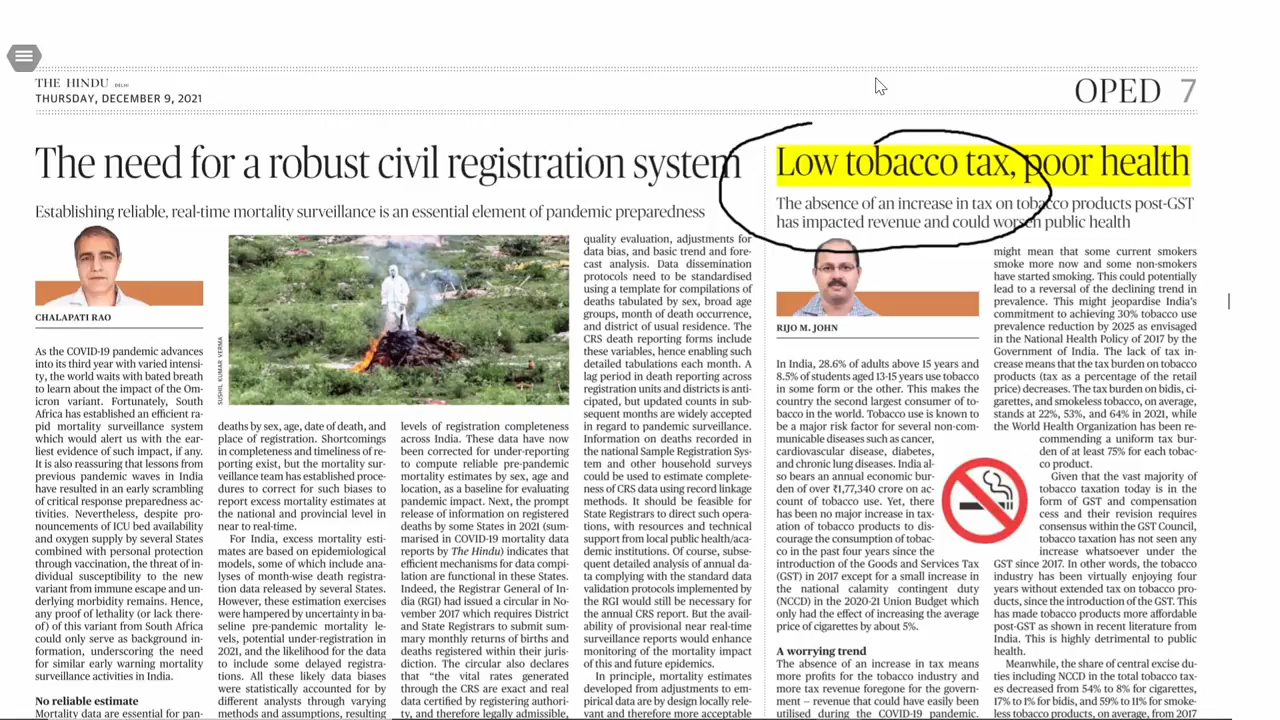 THE HINDU DELHI
THURSDAY, DECEMBER 9, 2021
OPED 7
The need for a robust civil registration system
Establishing reliable, real-time mortality surveillance is an essential element of pandemic preparedness
CHALAPATI RAO
As the COVID-19 pandemic advances
into its third year with varied intensi-
ty, the world waits with bated breath
to learn about the impact of the Om-
icron variant. Fortunately, South
Africa has established an efficient ra-
pid mortality surveillance system
which would alert us with the ear-
liest evidence of such impact, if any.
It is also reassuring that lessons from
previous pandemic waves in India
have resulted in an early scrambling
of critical response preparedness ac-
tivities. Nevertheless, despite pro-
nouncements of ICU bed availability
and oxygen supply by several States
combined with personal protection
through vaccination, the threat of in-
dividual susceptibility to the new
variant from immune escape and un-
derlying morbidity remains. Hence,
any proof of lethality (or lack there-
of) of this variant from South Africa
could only serve as background in-
formation, underscoring the need
for similar early warning mortality
surveillance activities in India.
No reliable estimate
Mortality data are essential for pan-
SUSHIL KUMAR VERMA
deaths by sex, age, date of death, and
place of registration. Shortcomings
in completeness and timeliness of re-
porting exist, but the mortality sur-
veillance team has established proce-
dures to correct for such biases to
report excess mortality estimates at
the national and provincial level in
near to real-time.
For India, excess mortality esti-
mates are based on epidemiological
models, some of which include ana-
lyses of month-wise death registra-
tion data released by several States.
However, these estimation exercises
were hampered by uncertainty in ba-
seline pre-pandemic mortality le-
vels, potential under-registration in
2021, and the likelihood for the data
to include some delayed registra-
tions. All these likely data biases
were statistically accounted for by
different analysts through varying
methods and assumptions, resulting
levels of registration completeness
across India. These data have now
been corrected for under-reporting
to compute reliable pre-pandemic
mortality estimates by sex, age and
location, as a baseline for evaluating
pandemic impact. Next, the prompt
release of information on registered
deaths by some States in 2021 (sum-
marised in COVID-19 mortality data
reports by The Hindu) indicates that
efficient mechanisms for data compi-
lation are functional in these States.
Indeed, the Registrar General of In-
dia (RGI) had issued a circular in No-
vember 2017 which requires District
and State Registrars to submit sum-
mary monthly returns of births and
deaths registered within their juris-
diction. The circular also declares
that “the vital rates generated
through the CRS are exact and real
data certified by registering authori-
ty, and therefore legally admissible,
quality evaluation, adjustments for
data bias, and basic trend and fore-
cast analysis. Data dissemination
protocols need to be standardised
using a template for compilations of
deaths tabulated by sex, broad age
groups, month of death occurrence,
and district of usual residence. The
CRS death reporting forms include
these variables, hence enabling such
detailed tabulations each month. A
lag period in death reporting across
registration units and districts is anti-
cipated, but updated counts in sub-
sequent months are widely accepted
in regard to pandemic surveillance.
Information on deaths recorded in
the national Sample Registration Sys-
tem and other household surveys
could be used to estimate complete-
ness of CRS data using record linkage
methods. It should be feasible for
State Registrars to direct such opera-
tions, with resources and technical
support from local public health/aca-
demic institutions. Of course, subse-
quent detailed analysis of annual da-
ta complying with the standard data
validation protocols implemented by
the RGI would still be necessary for
the annual CRS report. But the avail-
ability of provisional near real-time
surveillance reports would enhance
monitoring of the mortality impact
of this and future epidemics.
In principle, mortality estimates
developed from adjustments to em-
pirical data are by design locally rele-
vant and therefore more acceptable
Low tobacco tax, poor health
The absence of an increase in tax on tobacco products post-GST
has impacted revenue and could worsen public health
RIJO M. JOHN
In India, 28.6% of adults above 15 years and
8.5% of students aged 13-15 years use tobacco
in some form or the other. This makes the
country the second largest consumer of to-
bacco in the world. Tobacco use is known to
be a major risk factor for several non-com-
municable diseases such as cancer,
cardiovascular disease, diabetes,
and chronic lung diseases. India al-
so bears an annual economic bur-
den of over ₹1,77,340 crore on ac-
count of tobacco use. Yet, there
has been no major increase in tax-
ation of tobacco products to dis-
courage the consumption of tobac-
co in the past four years since the
introduction of the Goods and Services Tax
(GST) in 2017 except for a small increase in
the national calamity contingent duty
(NCCD) in the 2020-21 Union Budget which
only had the effect of increasing the average
price of cigarettes by about 5%.
A worrying trend
The absence of an increase in tax means
more profits for the tobacco industry and
more tax revenue foregone for the govern-
ment – revenue that could have easily been
utilised during the COVID-19 pandemic.
might mean that some current smokers
smoke more now and some non-smokers
have started smoking. This could potentially
lead to a reversal of the declining trend in
prevalence. This might jeopardise India’s
commitment to achieving 30% tobacco use
prevalence reduction by 2025 as envisaged
in the National Health Policy of 2017 by the
Government of India. The lack of tax in-
crease means that the tax burden on tobacco
products (tax as a percentage of the retail
price) decreases. The tax burden on bidis, ci-
garettes, and smokeless tobacco, on average,
stands at 22%, 53%, and 64% in 2021, while
the World Health Organization has been re-
commending a uniform tax bur-
den of at least 75% for each tobac-
co product.
Given that the vast majority of
tobacco taxation today is in the
form of GST and compensation
cess and their revision requires
consensus within the GST Council,
tobacco taxation has not seen any
increase whatsoever under the
GST since 2017. In other words, the tobacco
industry has been virtually enjoying four
years without extended tax on tobacco pro-
ducts, since the introduction of the GST. This
has made tobacco products more affordable
post-GST as shown in recent literature from
India. This is highly detrimental to public
health.
Meanwhile, the share of central excise du-
ties including NCCD in the total tobacco tax-
es decreased from 54% to 8% for cigarettes,
17% to 1% for bidis, and 59% to 11% for smoke-
less tobacco products, on average, from 2017